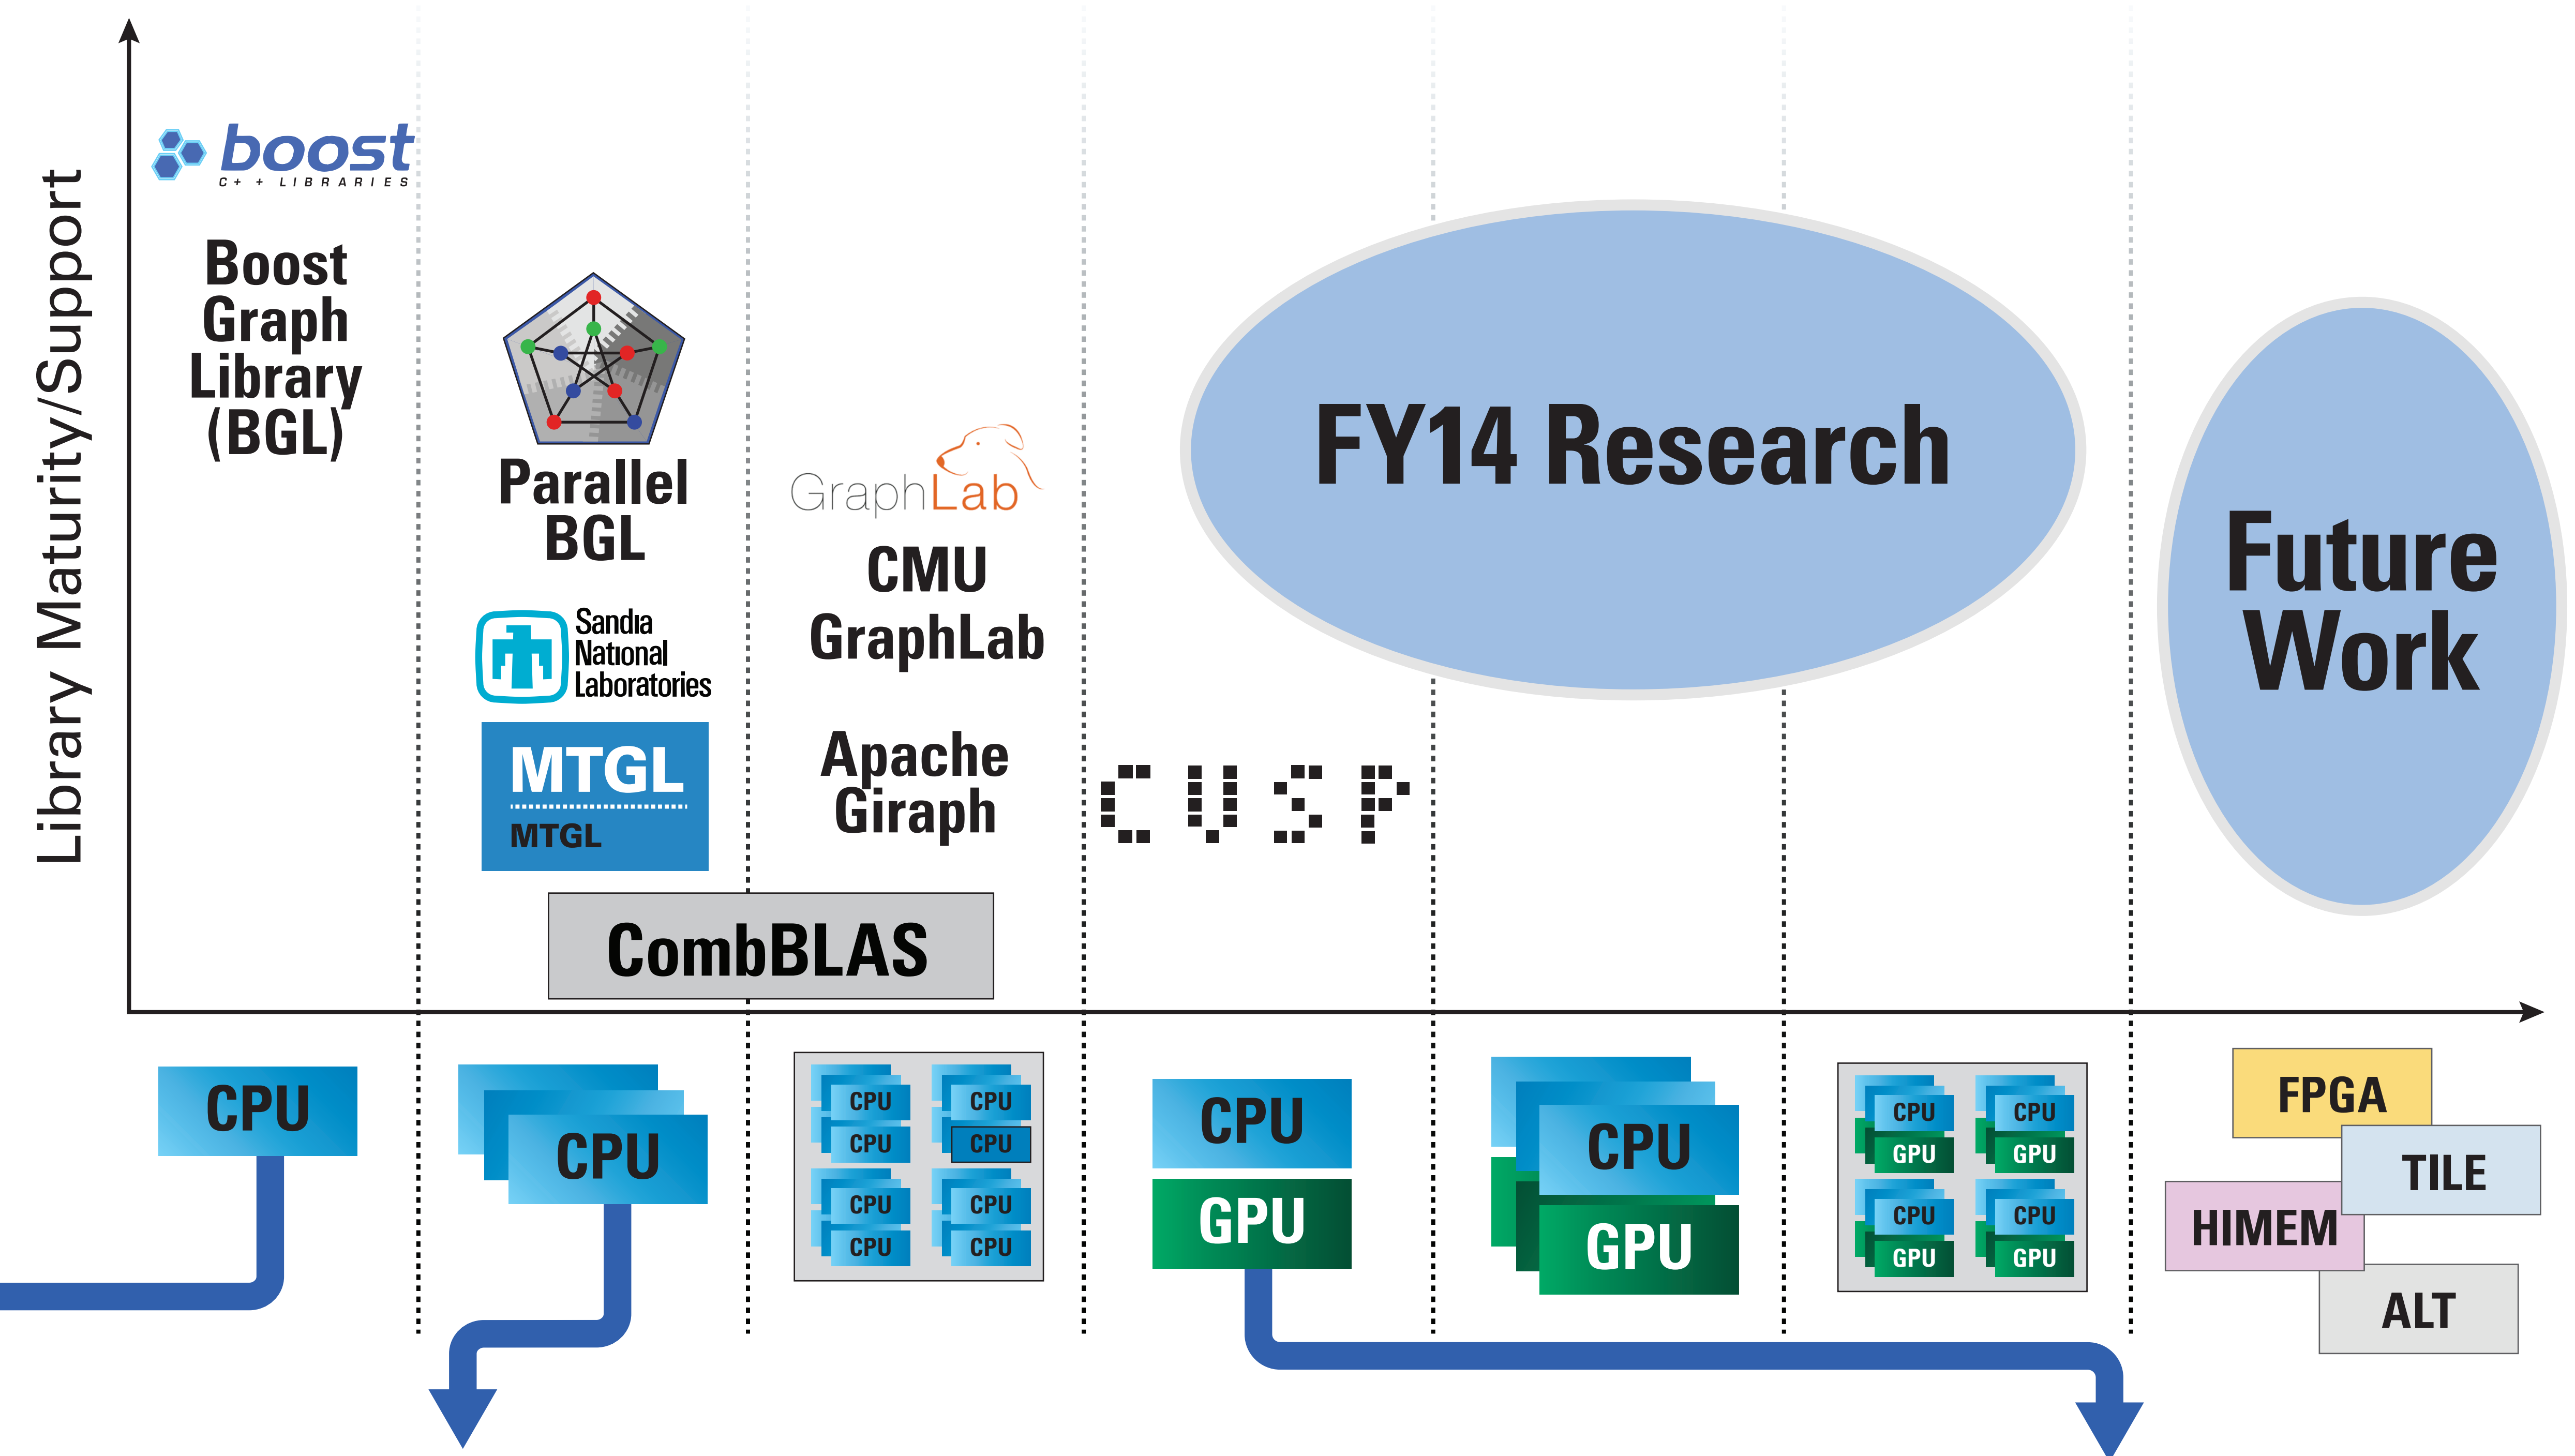 Library Maturity/Support
boost
C++ LIBRARIES
Boost
Graph
Library
(BGL)
Parallel
BGL
Sandia
National
Laboratories
MTGL
MTGL
GraphLab
CMU
GraphLab
Apache
Giraph
CombBLAS
CUSP
FY14 Research
Future
Work
CPU
CPU
CPU
CPU
CPU
CPU
CPU
CPU
CPU
CPU
CPU
GPU
CPU
GPU
CPU
CPU
GPU
GPU
CPU
CPU
GPU
GPU
FPGA
TILE
HIMEM
ALT